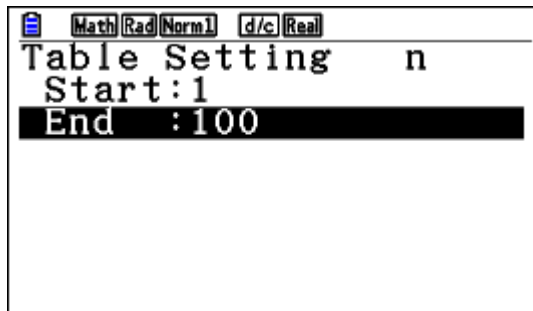 Math Rad Norm1 d/c Real
Table Setting n
Start:1
End :100